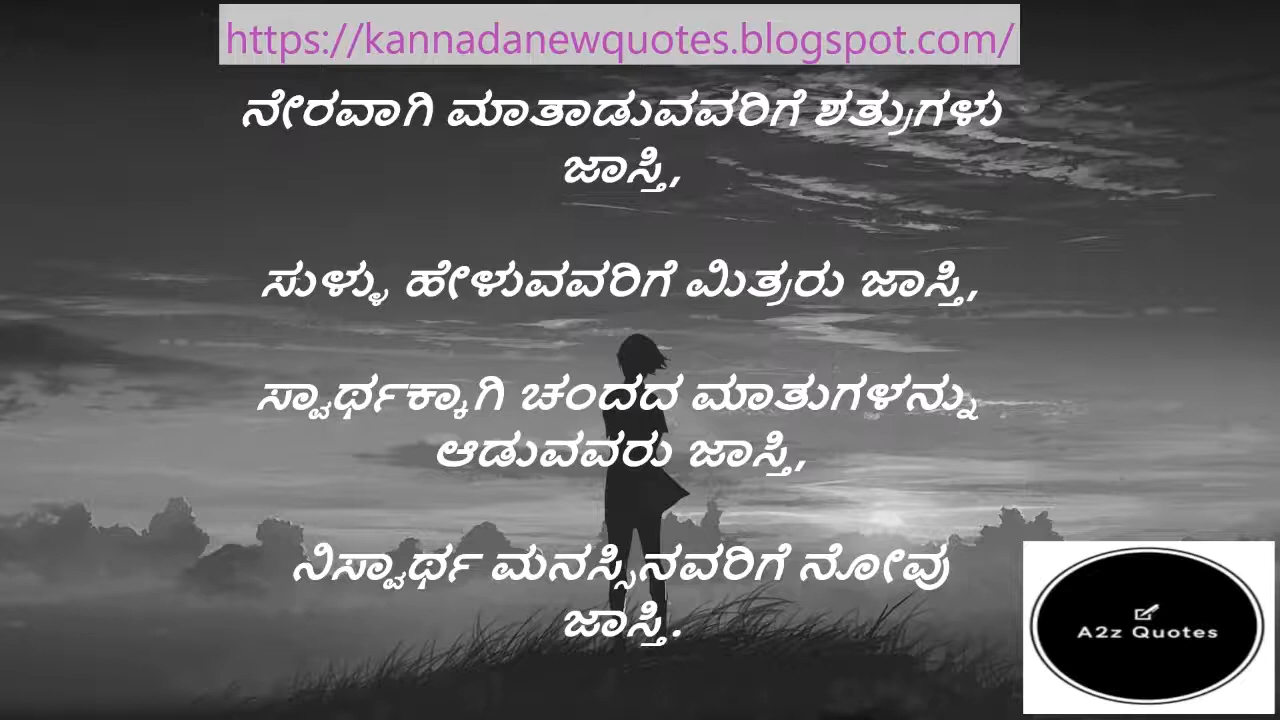 https://kannadanewquotes.blogspot.com/
ನೇರವಾಗಿ ಮಾತಾಡುವವರಿಗೆ ಶತ್ರುಗಳು
ಜಾಸ್ತಿ,
ಸುಳ್ಳು ಹೇಳುವವರಿಗೆ ಮಿತ್ರರು ಜಾಸ್ತಿ,
ಸ್ವಾರ್ಥಕ್ಕಾಗಿ ಚಂದದ ಮಾತುಗಳನ್ನು
ಆಡುವವರು ಜಾಸ್ತಿ,
ನಿಸ್ವಾರ್ಥ ಮನಸ್ಸಿನವರಿಗೆ ನೋವು
ಜಾಸ್ತಿ.
A2z Quotes